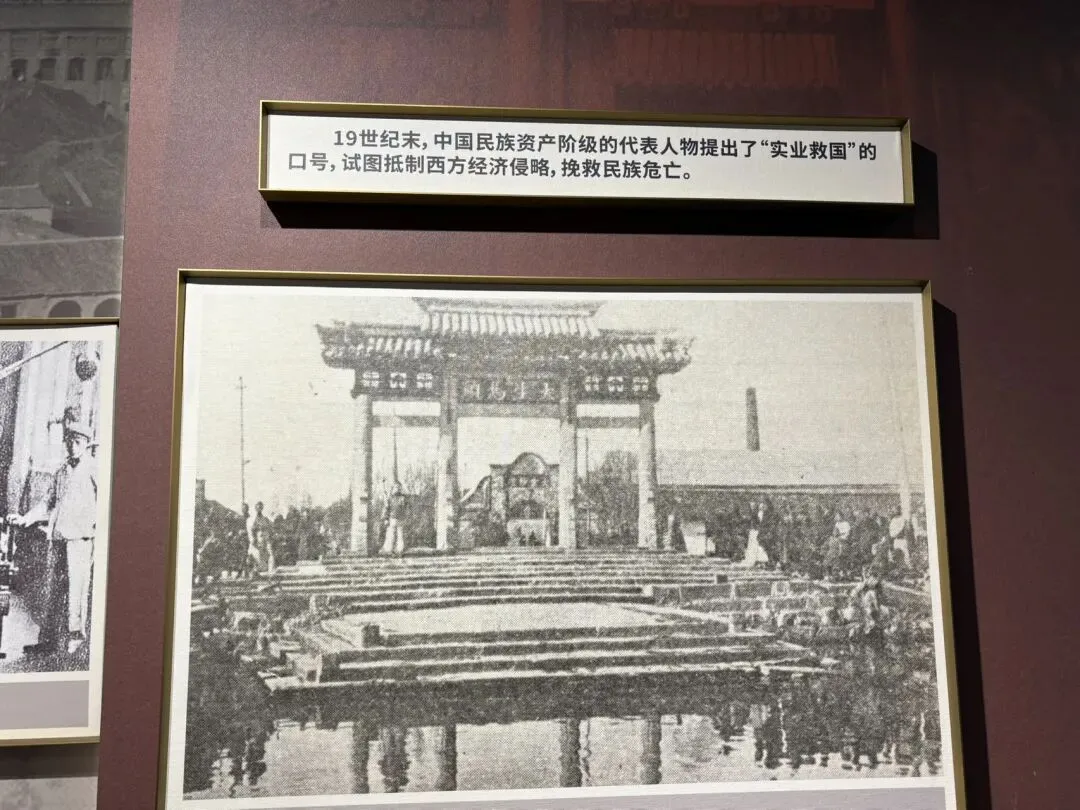 19世纪末，中国民族资产阶级的代表人物提出了“实业救国”的
口号，试图抵制西方经济侵略，挽救民族危亡。